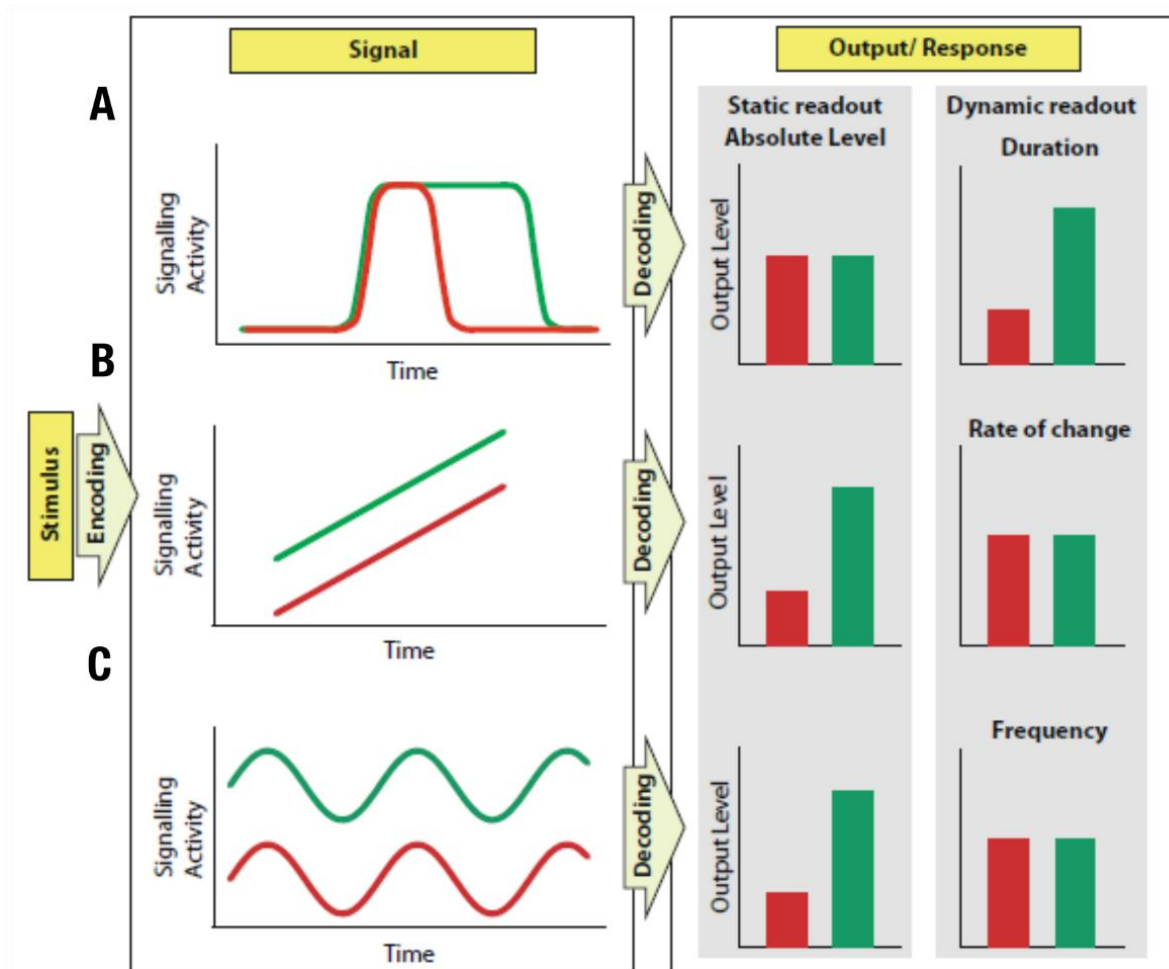 Signal
Output/ Response
A
Static readout
Absolute Level
Dynamic readout
Duration
Signalling
Activity
Time
Decoding
Output Level
B
Stimulus
Encoding
Signalling
Activity
Time
Decoding
Output Level
Rate of change
C
Signalling
Activity
Time
Decoding
Output Level
Frequency